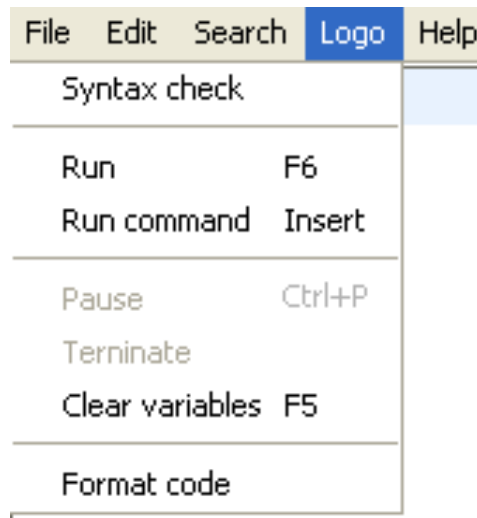 File Edit Search Logo Help
Syntax check
Run F6
Run command Insert
Pause Ctrl+P
Terninate
Clear variables F5
Format code